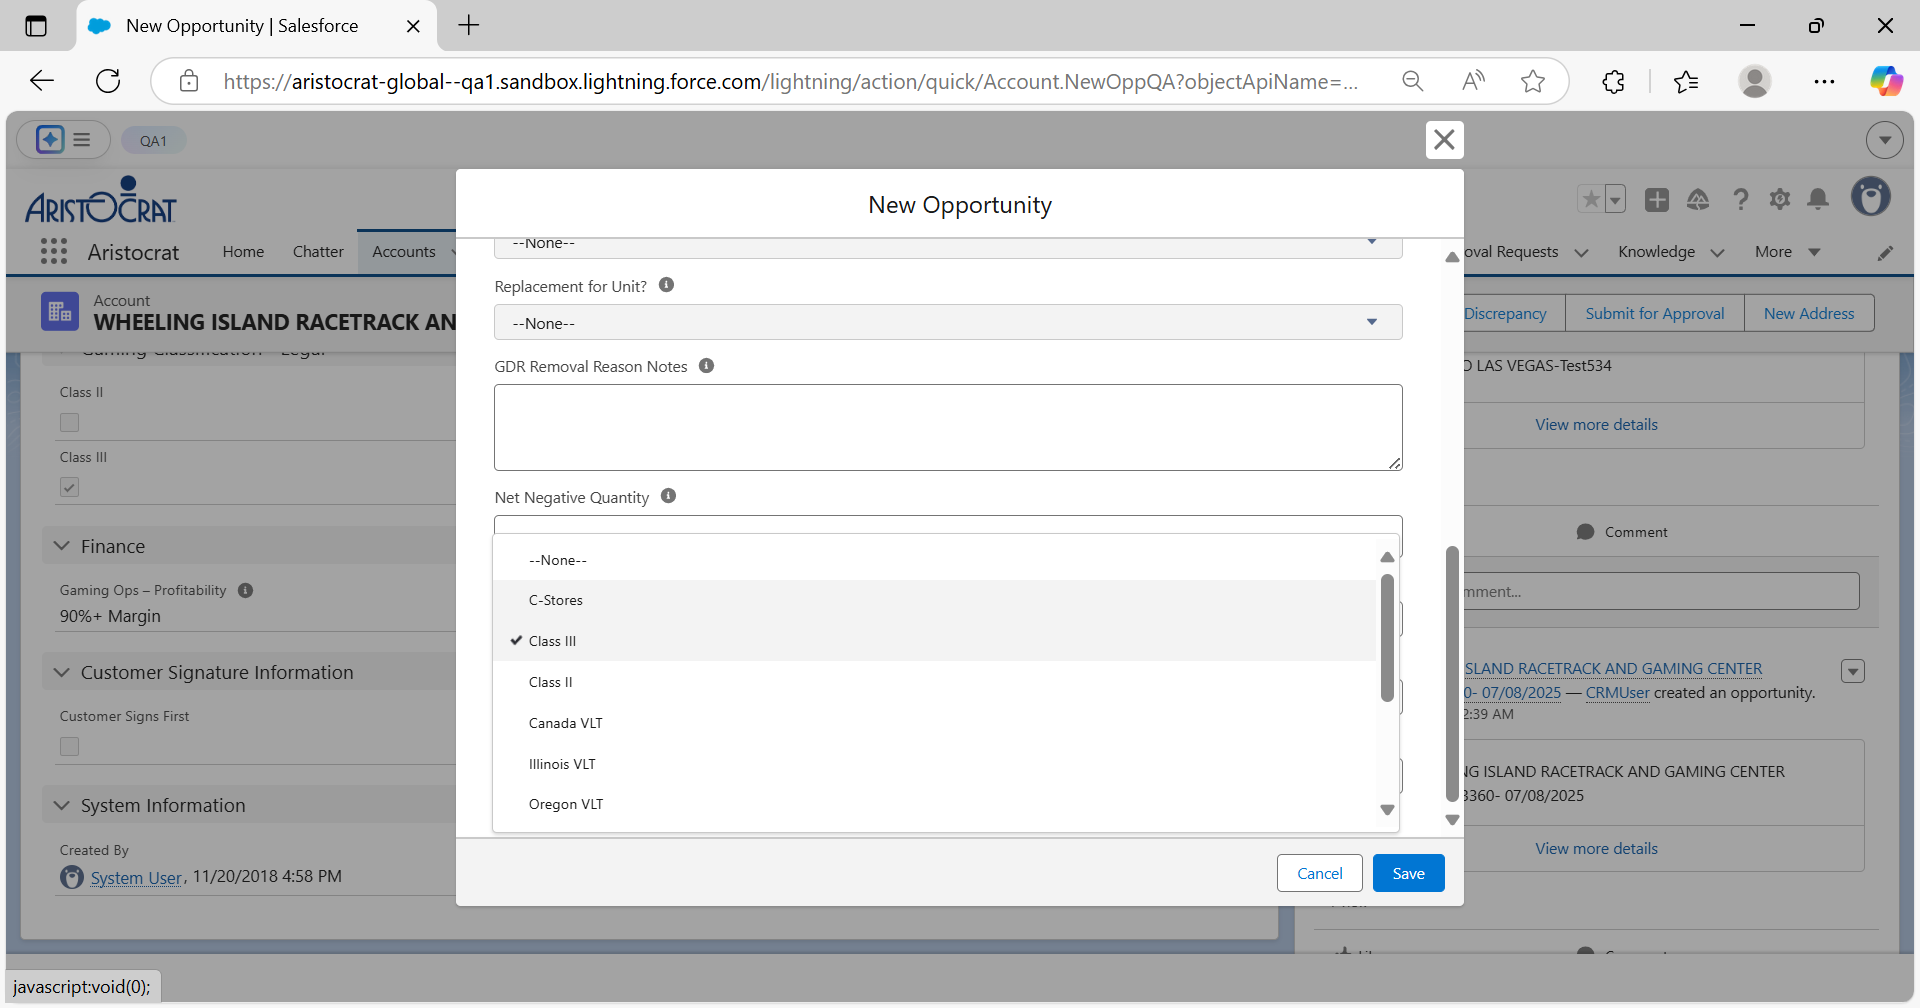 New Opportunity | Salesforce
https://aristocrat-global--qa1.sandbox.lightning.force.com/lightning/action/quick/Account.NewOppQA?objectApiName=...
QA1
ARISTOCRAT
Aristocrat
Home
Chatter
Accounts
oval Requests
Knowledge
More
Account
WHEELING ISLAND RACETRACK AN
Discrepancy
Submit for Approval
New Address
Gaming Classification - Legal
Class II
Class III
Finance
Gaming Ops – Profitability
90%+ Margin
Customer Signature Information
Customer Signs First
System Information
Created By
System User, 11/20/2018 4:58 PM
New Opportunity
--None--
Replacement for Unit?
--None--
GDR Removal Reason Notes
Net Negative Quantity
--None--
C-Stores
Class III
Class II
Canada VLT
Illinois VLT
Oregon VLT
Cancel
Save
O LAS VEGAS-Test534
View more details
Comment
mment...
SLAND RACETRACK AND GAMING CENTER
0- 07/08/2025 — CRMUser created an opportunity.
2:39 AM
NG ISLAND RACETRACK AND GAMING CENTER
3360- 07/08/2025
View more details
javascript:void(0);